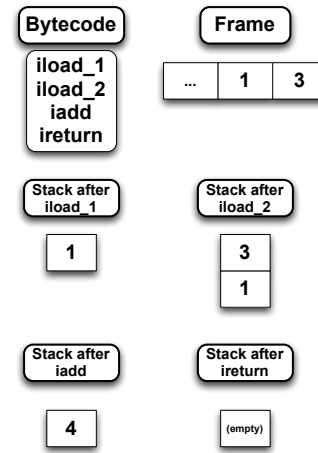 Bytecode
iload_1
iload_2
iadd
ireturn
Frame
... 1 3
Stack after
iload_1
1
Stack after
iload_2
3
1
Stack after
iadd
4
Stack after
ireturn
(empty)